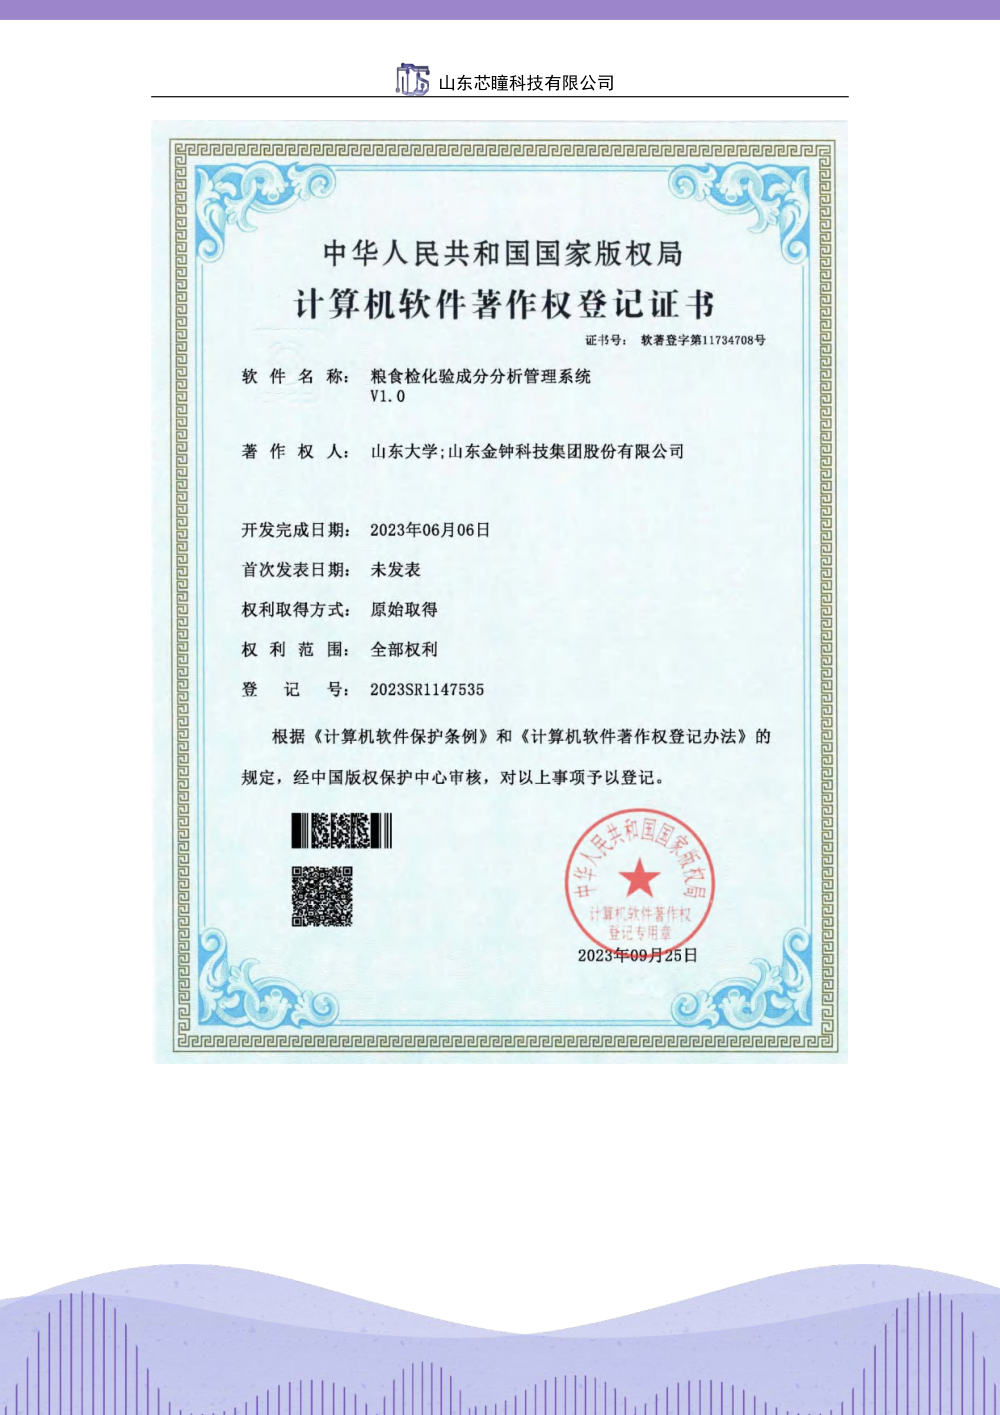 山东芯瞳科技有限公司
中华人民共和国国家版权局
计算机软件著作权登记证书
证书号： 软著登字第11734708号
软件名称： 粮食检化验成分分析管理系统
V1.0
著作权人： 山东大学;山东金钟科技集团股份有限公司
开发完成日期： 2023年06月06日
首次发表日期： 未发表
权利取得方式： 原始取得
权利范围： 全部权利
登记号： 2023SR1147535
根据《计算机软件保护条例》和《计算机软件著作权登记办法》的
规定，经中国版权保护中心审核，对以上事项予以登记。
中华人民共和国国家版权局
计算机软件著作权
登记专用章
2023年09月25日